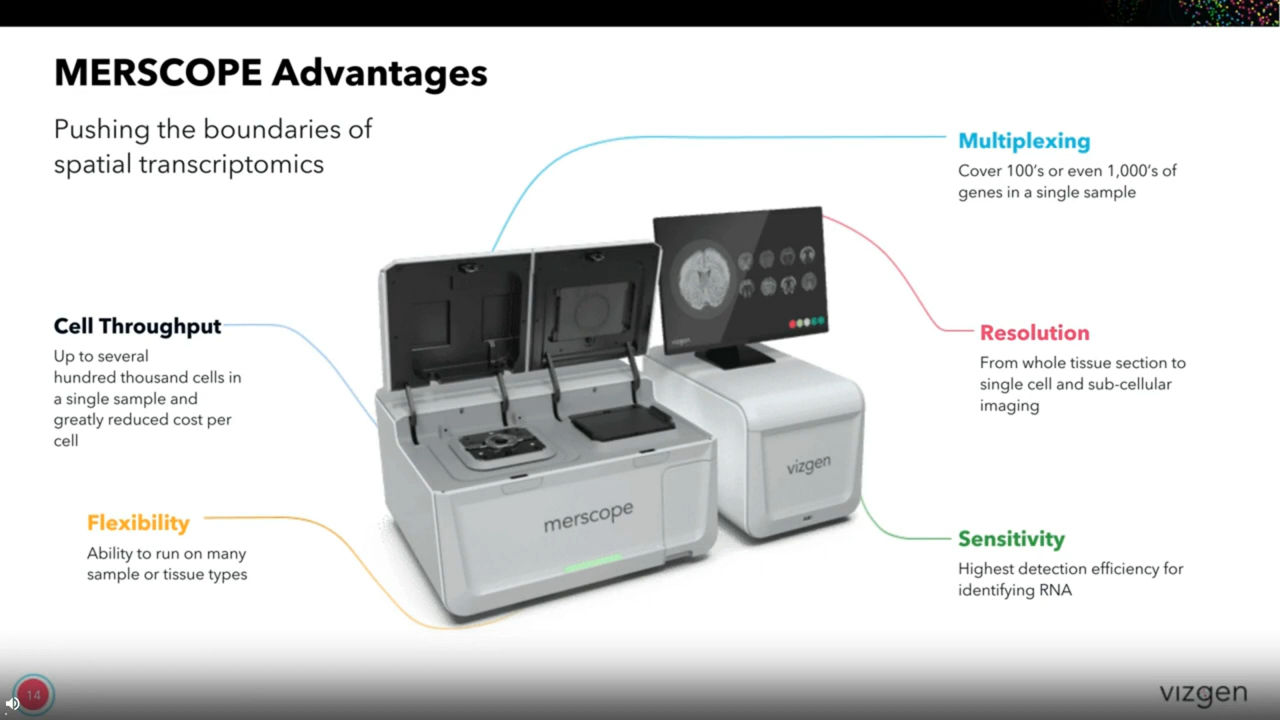 MERSCOPE Advantages
Pushing the boundaries of
spatial transcriptomics
Multiplexing
Cover 100's or even 1,000's of
genes in a single sample
Cell Throughput
Up to several
hundred thousand cells in
a single sample and
greatly reduced cost per
cell
Resolution
From whole tissue section to
single cell and sub-cellular
imaging
Flexibility
Ability to run on many
sample or tissue types
Sensitivity
Highest detection efficiency for
identifying RNA
vizgen
vizgen
merscope
14
vizgen